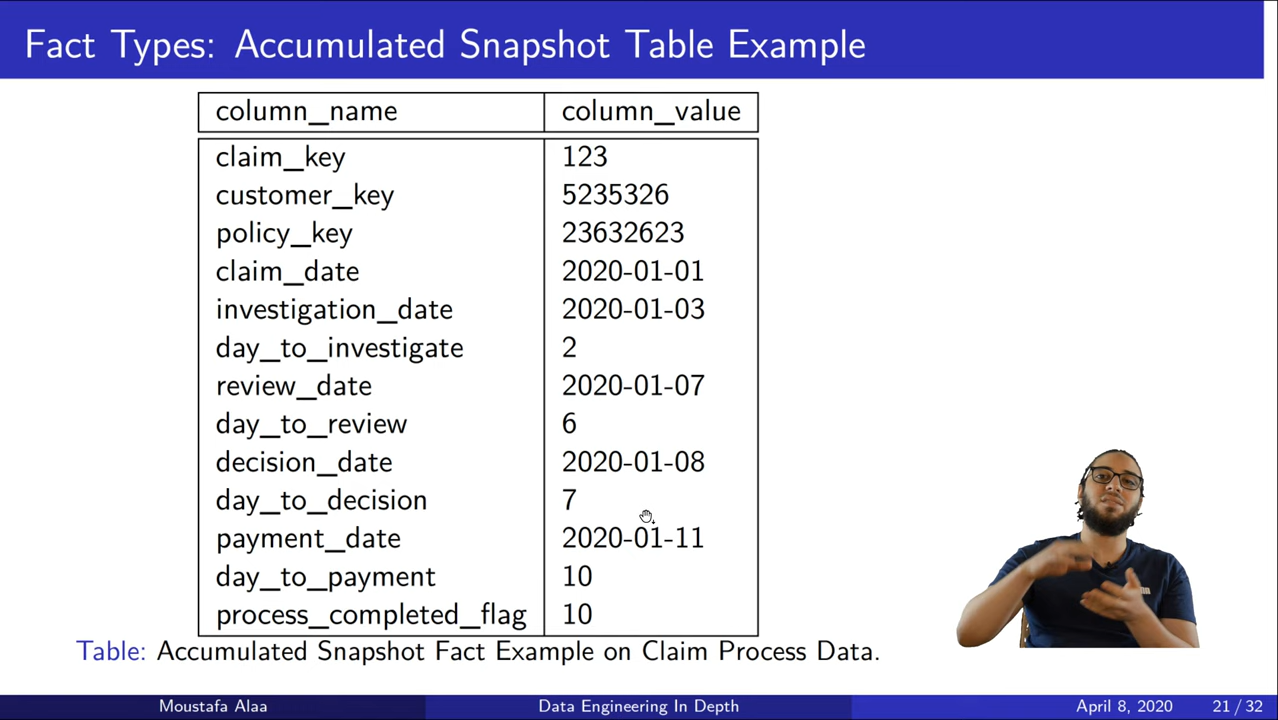 Fact Types: Accumulated Snapshot Table Example
column_name column_value
claim_key 123
customer_key 5235326
policy_key 23632623
claim_date 2020-01-01
investigation_date 2020-01-03
day_to_investigate 2
review_date 2020-01-07
day_to_review 6
decision_date 2020-01-08
day_to_decision 7
payment_date 2020-01-11
day_to_payment 10
process_completed_flag 10
Table: Accumulated Snapshot Fact Example on Claim Process Data.
Moustafa Alaa Data Engineering In Depth April 8, 2020 21 / 32